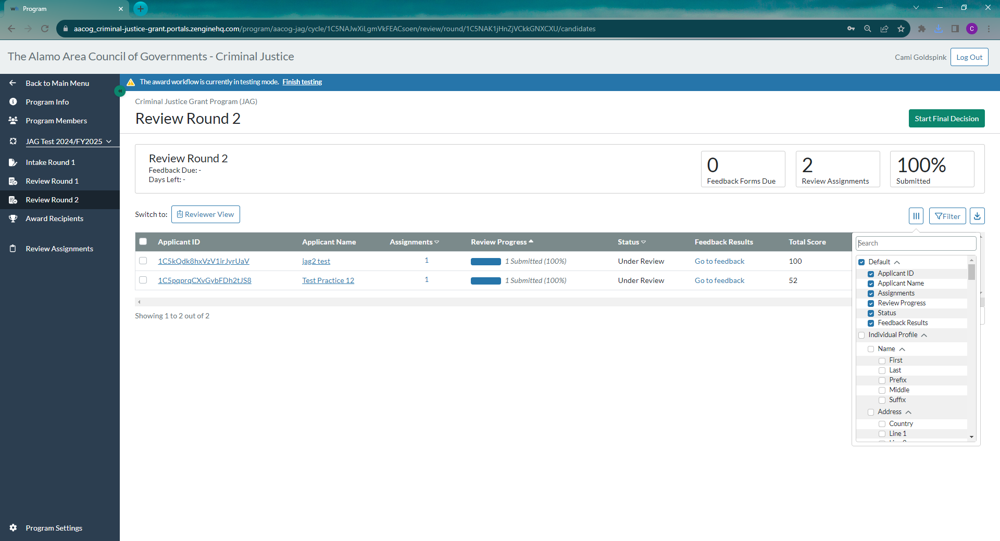 wh Program
aacog_criminal-justice-grant.portals.zenginehq.com/program/aacog-jag/cycle/1C5NAJwXiLgmVkFEACsoen/review/round/1C5NAK1jHnZjVCkkGNXCXU/candidates
C
The Alamo Area Council of Governments - Criminal Justice
Cami Goldspink
Log Out
Back to Main Menu
Program Info
Program Members
JAG Test 2024/FY2025
Intake Round 1
Review Round 1
Review Round 2
Award Recipients
Review Assignments
Program Settings
The award workflow is currently in testing mode. Finish testing
Criminal Justice Grant Program (JAG)
Review Round 2
Start Final Decision
Review Round 2
Feedback Due: -
Days Left: -
0
Feedback Forms Due
2
Review Assignments
100%
Submitted
Switch to: Reviewer View
Filter
Applicant ID Applicant Name Assignments Review Progress Status Feedback Results Total Score
1C5kQdk8hxVzV1irJyrUaV jag2 test 1 1 Submitted (100%) Under Review Go to feedback 100
1C5pqprqCXvGybFDh2tJS8 Test Practice 12 1 1 Submitted (100%) Under Review Go to feedback 52
Showing 1 to 2 out of 2
Search
Default
Applicant ID
Applicant Name
Assignments
Review Progress
Status
Feedback Results
Individual Profile
Name
First
Last
Prefix
Middle
Suffix
Address
Country
Line 1